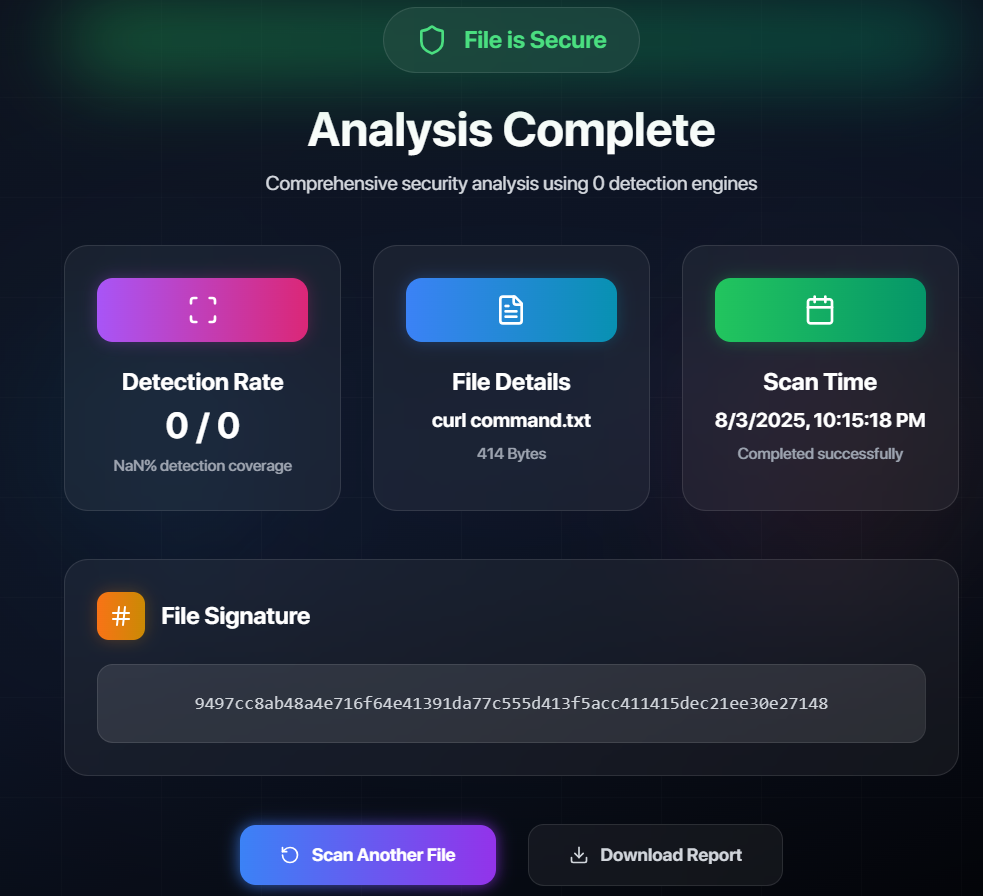 File is Secure
Analysis Complete
Comprehensive security analysis using 0 detection engines
Detection Rate
0 / 0
NaN% detection coverage
File Details
curl command.txt
414 Bytes
Scan Time
8/3/2025, 10:15:18 PM
Completed successfully
File Signature
9497cc8ab48a4e716f64e41391da77c555d413f5acc411415dec21ee30e27148
Scan Another File
Download Report